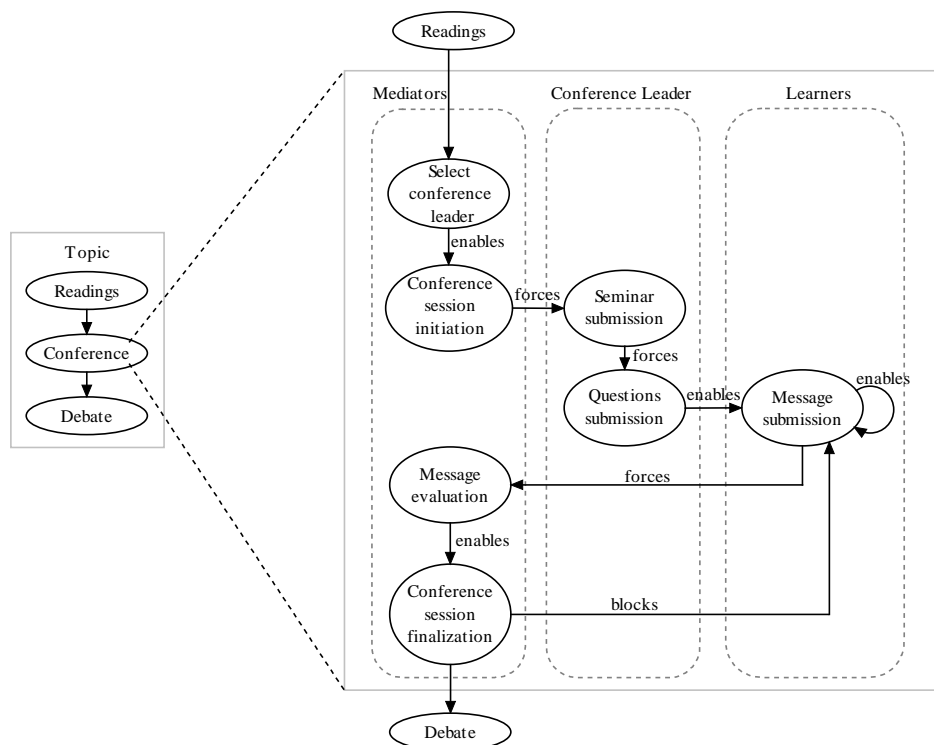 Readings
Mediators
Conference Leader
Learners
Select
conference
leader
enables
Conference
session
initiation
forces
Seminar
submission
forces
Questions
submission
enables
Message
submission
enables
Topic
Readings
Conference
Debate
Message
evaluation
forces
enables
Conference
session
finalization
blocks
Debate